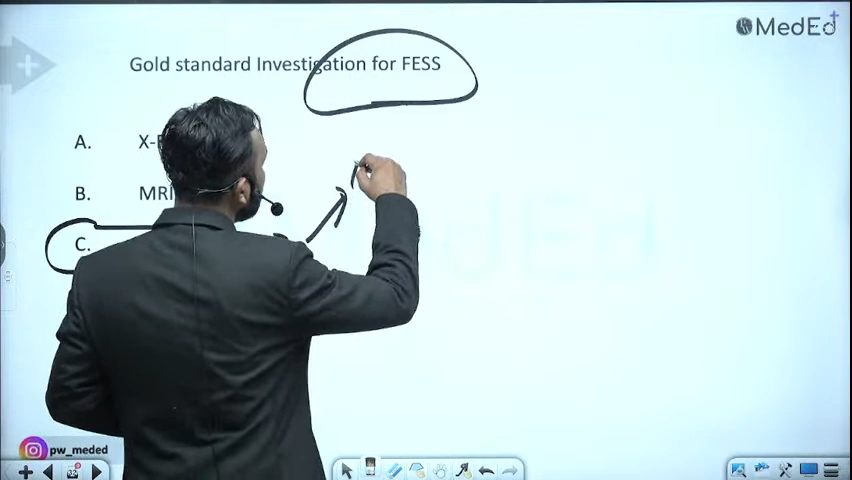 MedEd
Gold standard Investigation for FESS
A.
B. MRI
C.
pw_meded